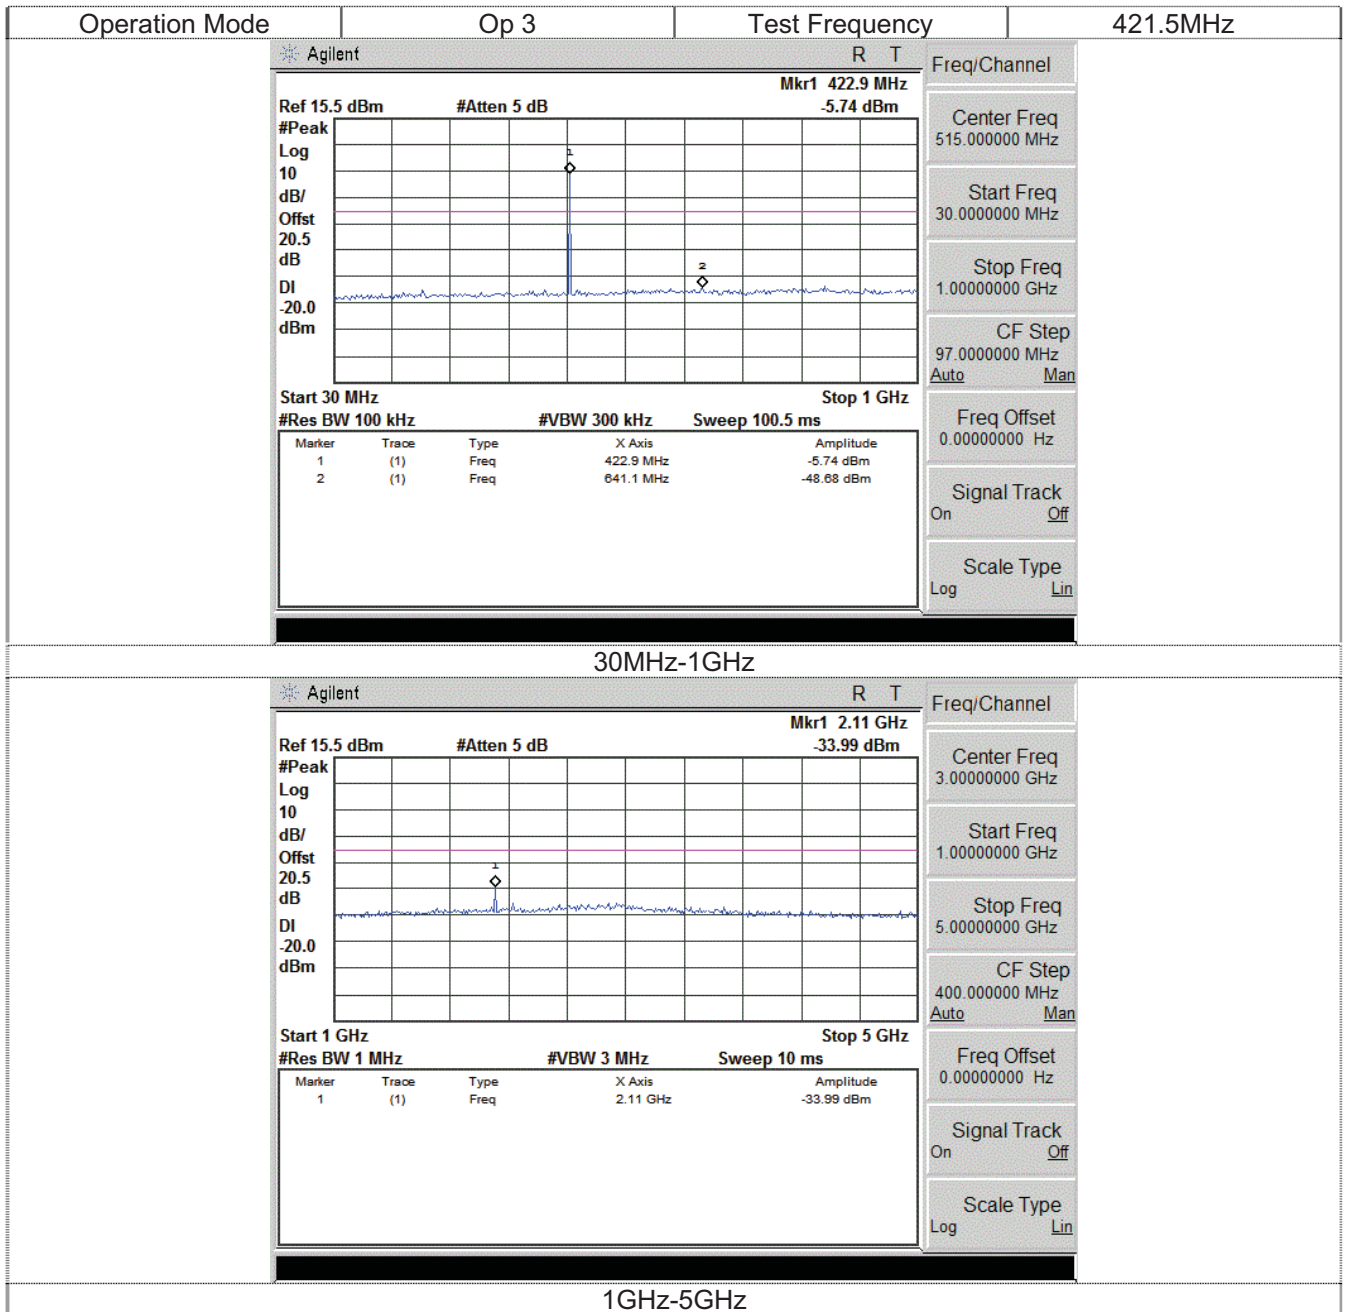 Operation Mode Op 3 Test Frequency 421.5MHz
Agilent R T
Freq/Channel
Mkr1 422.9 MHz
Ref 15.5 dBm #Atten 5 dB -5.74 dBm
#Peak
Log
10
dB/
Offst
20.5
dB
DI
-20.0
dBm
1
2
Start 30 MHz Stop 1 GHz
#Res BW 100 kHz #VBW 300 kHz Sweep 100.5 ms
Marker Trace Type X Axis Amplitude
1 (1) Freq 422.9 MHz -5.74 dBm
2 (1) Freq 641.1 MHz -48.68 dBm
Center Freq
515.000000 MHz
Start Freq
30.0000000 MHz
Stop Freq
1.00000000 GHz
CF Step
97.0000000 MHz
Auto Man
Freq Offset
0.00000000 Hz
Signal Track
On Off
Scale Type
Log Lin
30MHz-1GHz
Agilent R T
Freq/Channel
Mkr1 2.11 GHz
Ref 15.5 dBm #Atten 5 dB -33.99 dBm
#Peak
Log
10
dB/
Offst
20.5
dB
DI
-20.0
dBm
1
Start 1 GHz Stop 5 GHz
#Res BW 1 MHz #VBW 3 MHz Sweep 10 ms
Marker Trace Type X Axis Amplitude
1 (1) Freq 2.11 GHz -33.99 dBm
Center Freq
3.00000000 GHz
Start Freq
1.00000000 GHz
Stop Freq
5.00000000 GHz
CF Step
400.000000 MHz
Auto Man
Freq Offset
0.00000000 Hz
Signal Track
On Off
Scale Type
Log Lin
1GHz-5GHz